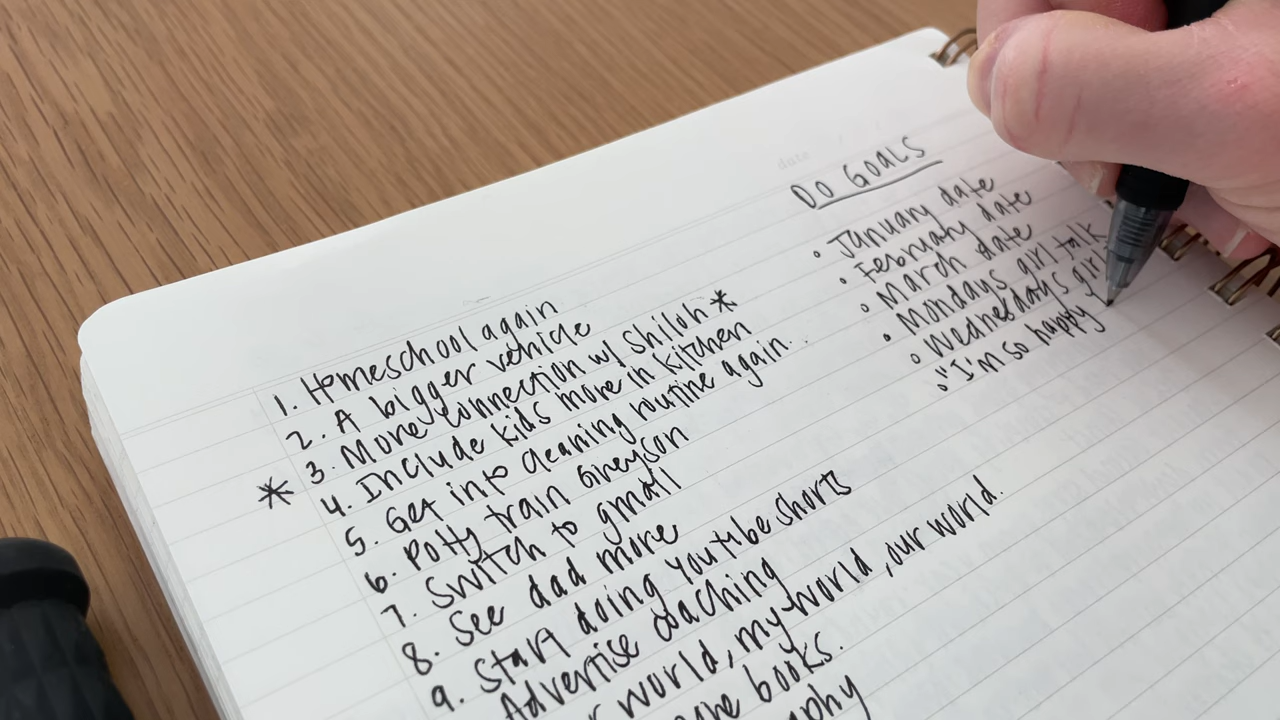 date
DO GOALS
• January date
• February date
• March date
• Mondays girl talk
• Wednesdays girl
• "I'm so happy
1. Homeschool again
2. A bigger vehicle
* 3. More connection w/ Shiloh *
4. Include kids more in kitchen
5. Get into cleaning routine again.
6. Potty train Greyson
7. Switch to gmail
8. See dad more
9. Start doing YouTube shorts
Advertise coaching
world, my world, our world.
books.